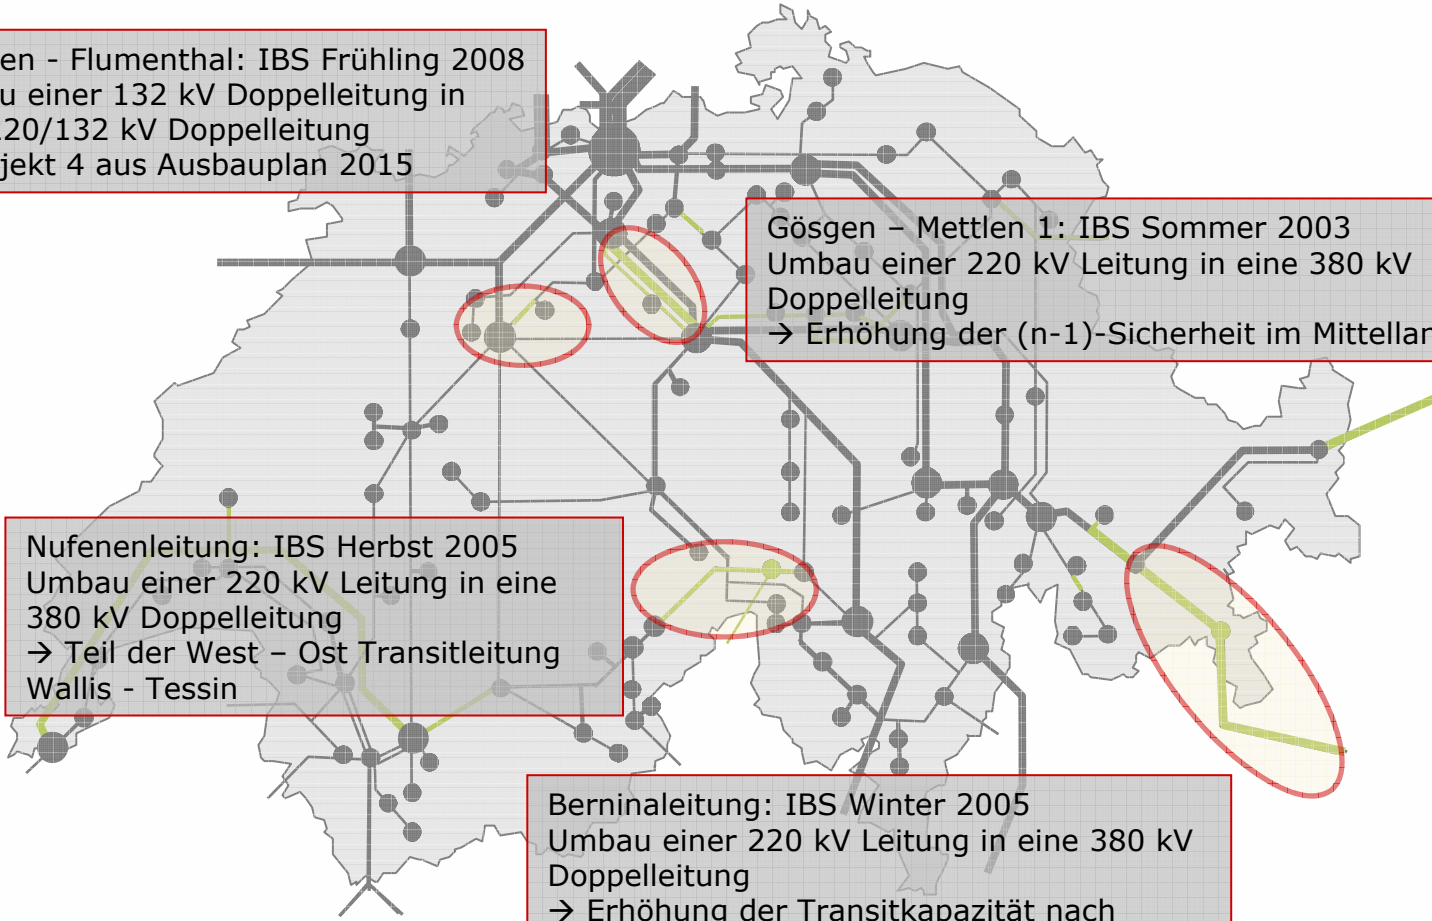 en - Flumenthal: IBS Frühling 2008
u einer 132 kV Doppelleitung in
220/132 kV Doppelleitung
jekt 4 aus Ausbauplan 2015
Gösgen – Mettlen 1: IBS Sommer 2003
Umbau einer 220 kV Leitung in eine 380 kV
Doppelleitung
→ Erhöhung der (n-1)-Sicherheit im Mittellan
Nufenenleitung: IBS Herbst 2005
Umbau einer 220 kV Leitung in eine
380 kV Doppelleitung
→ Teil der West – Ost Transitleitung
Wallis - Tessin
Berninaleitung: IBS Winter 2005
Umbau einer 220 kV Leitung in eine 380 kV
Doppelleitung
→ Erhöhung der Transitkapazität nach